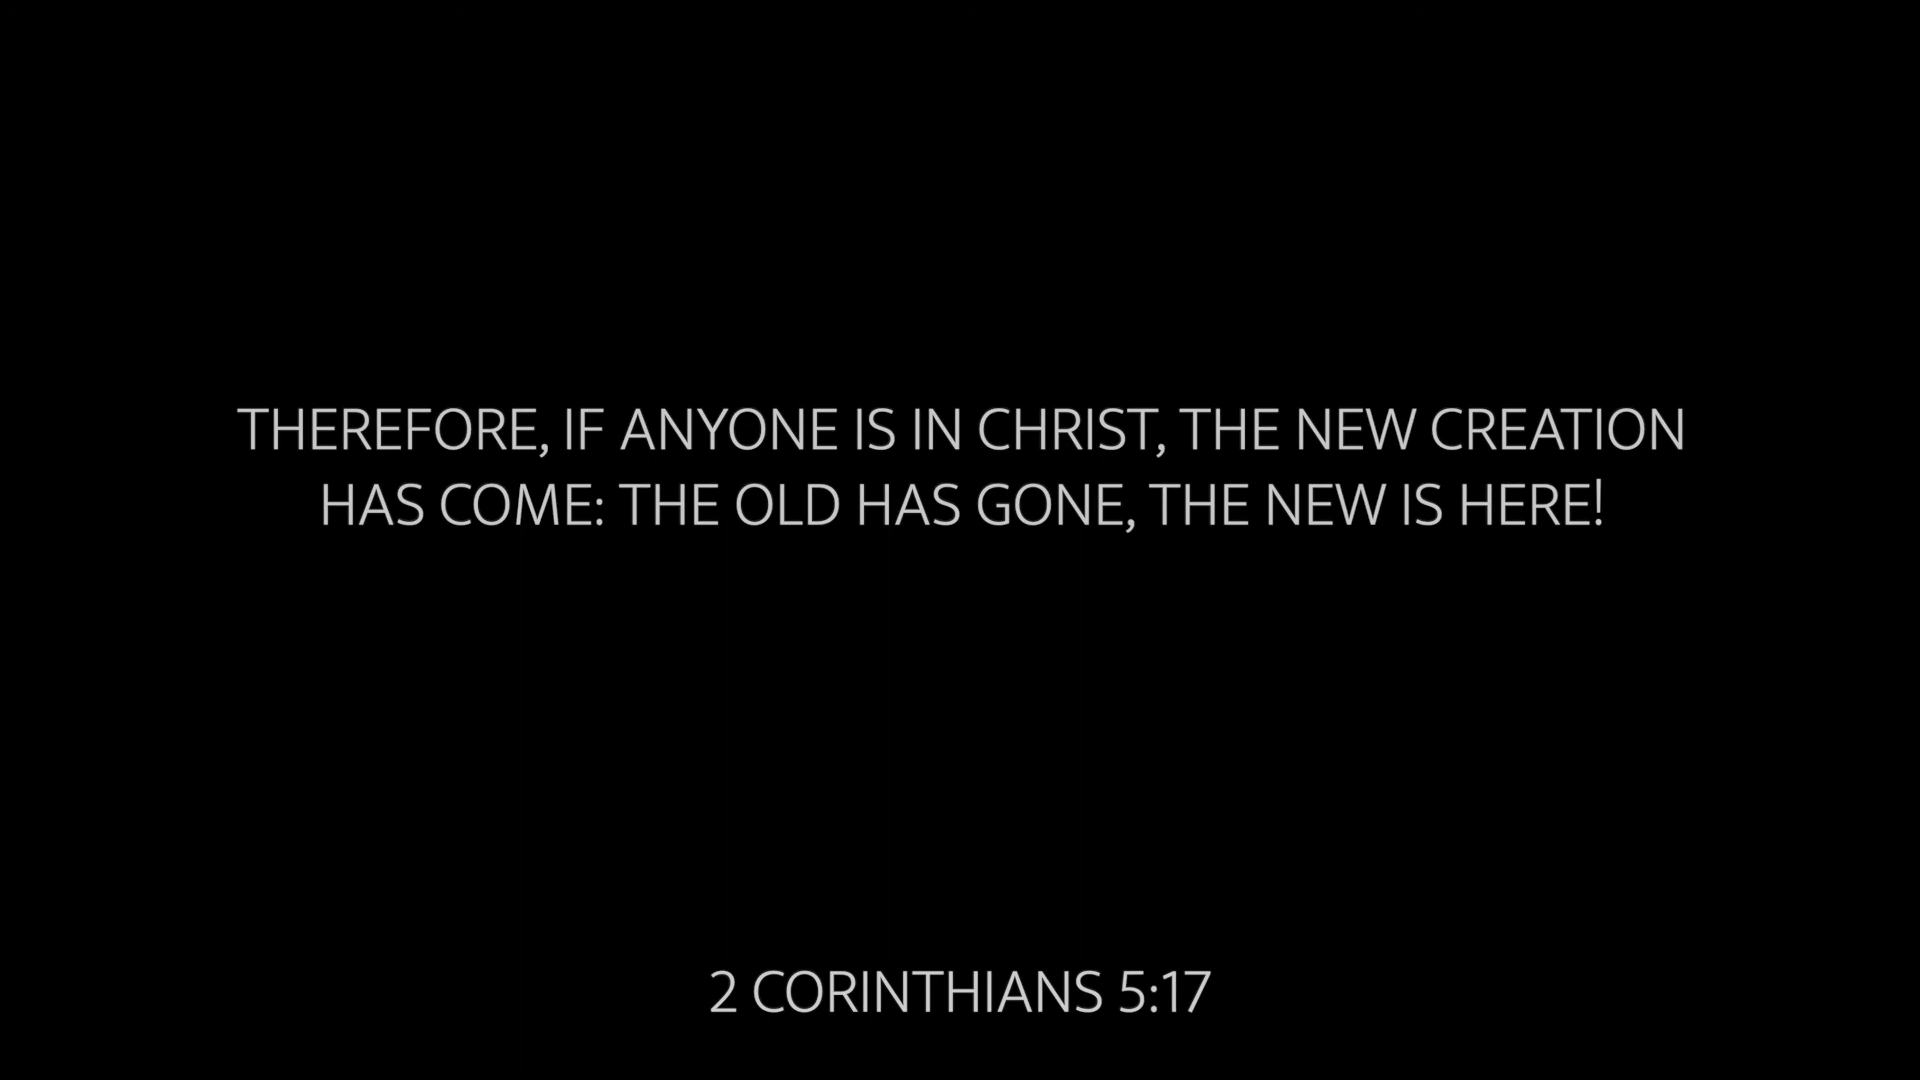 THEREFORE, IF ANYONE IS IN CHRIST, THE NEW CREATION
HAS COME: THE OLD HAS GONE, THE NEW IS HERE!
2 CORINTHIANS 5:17